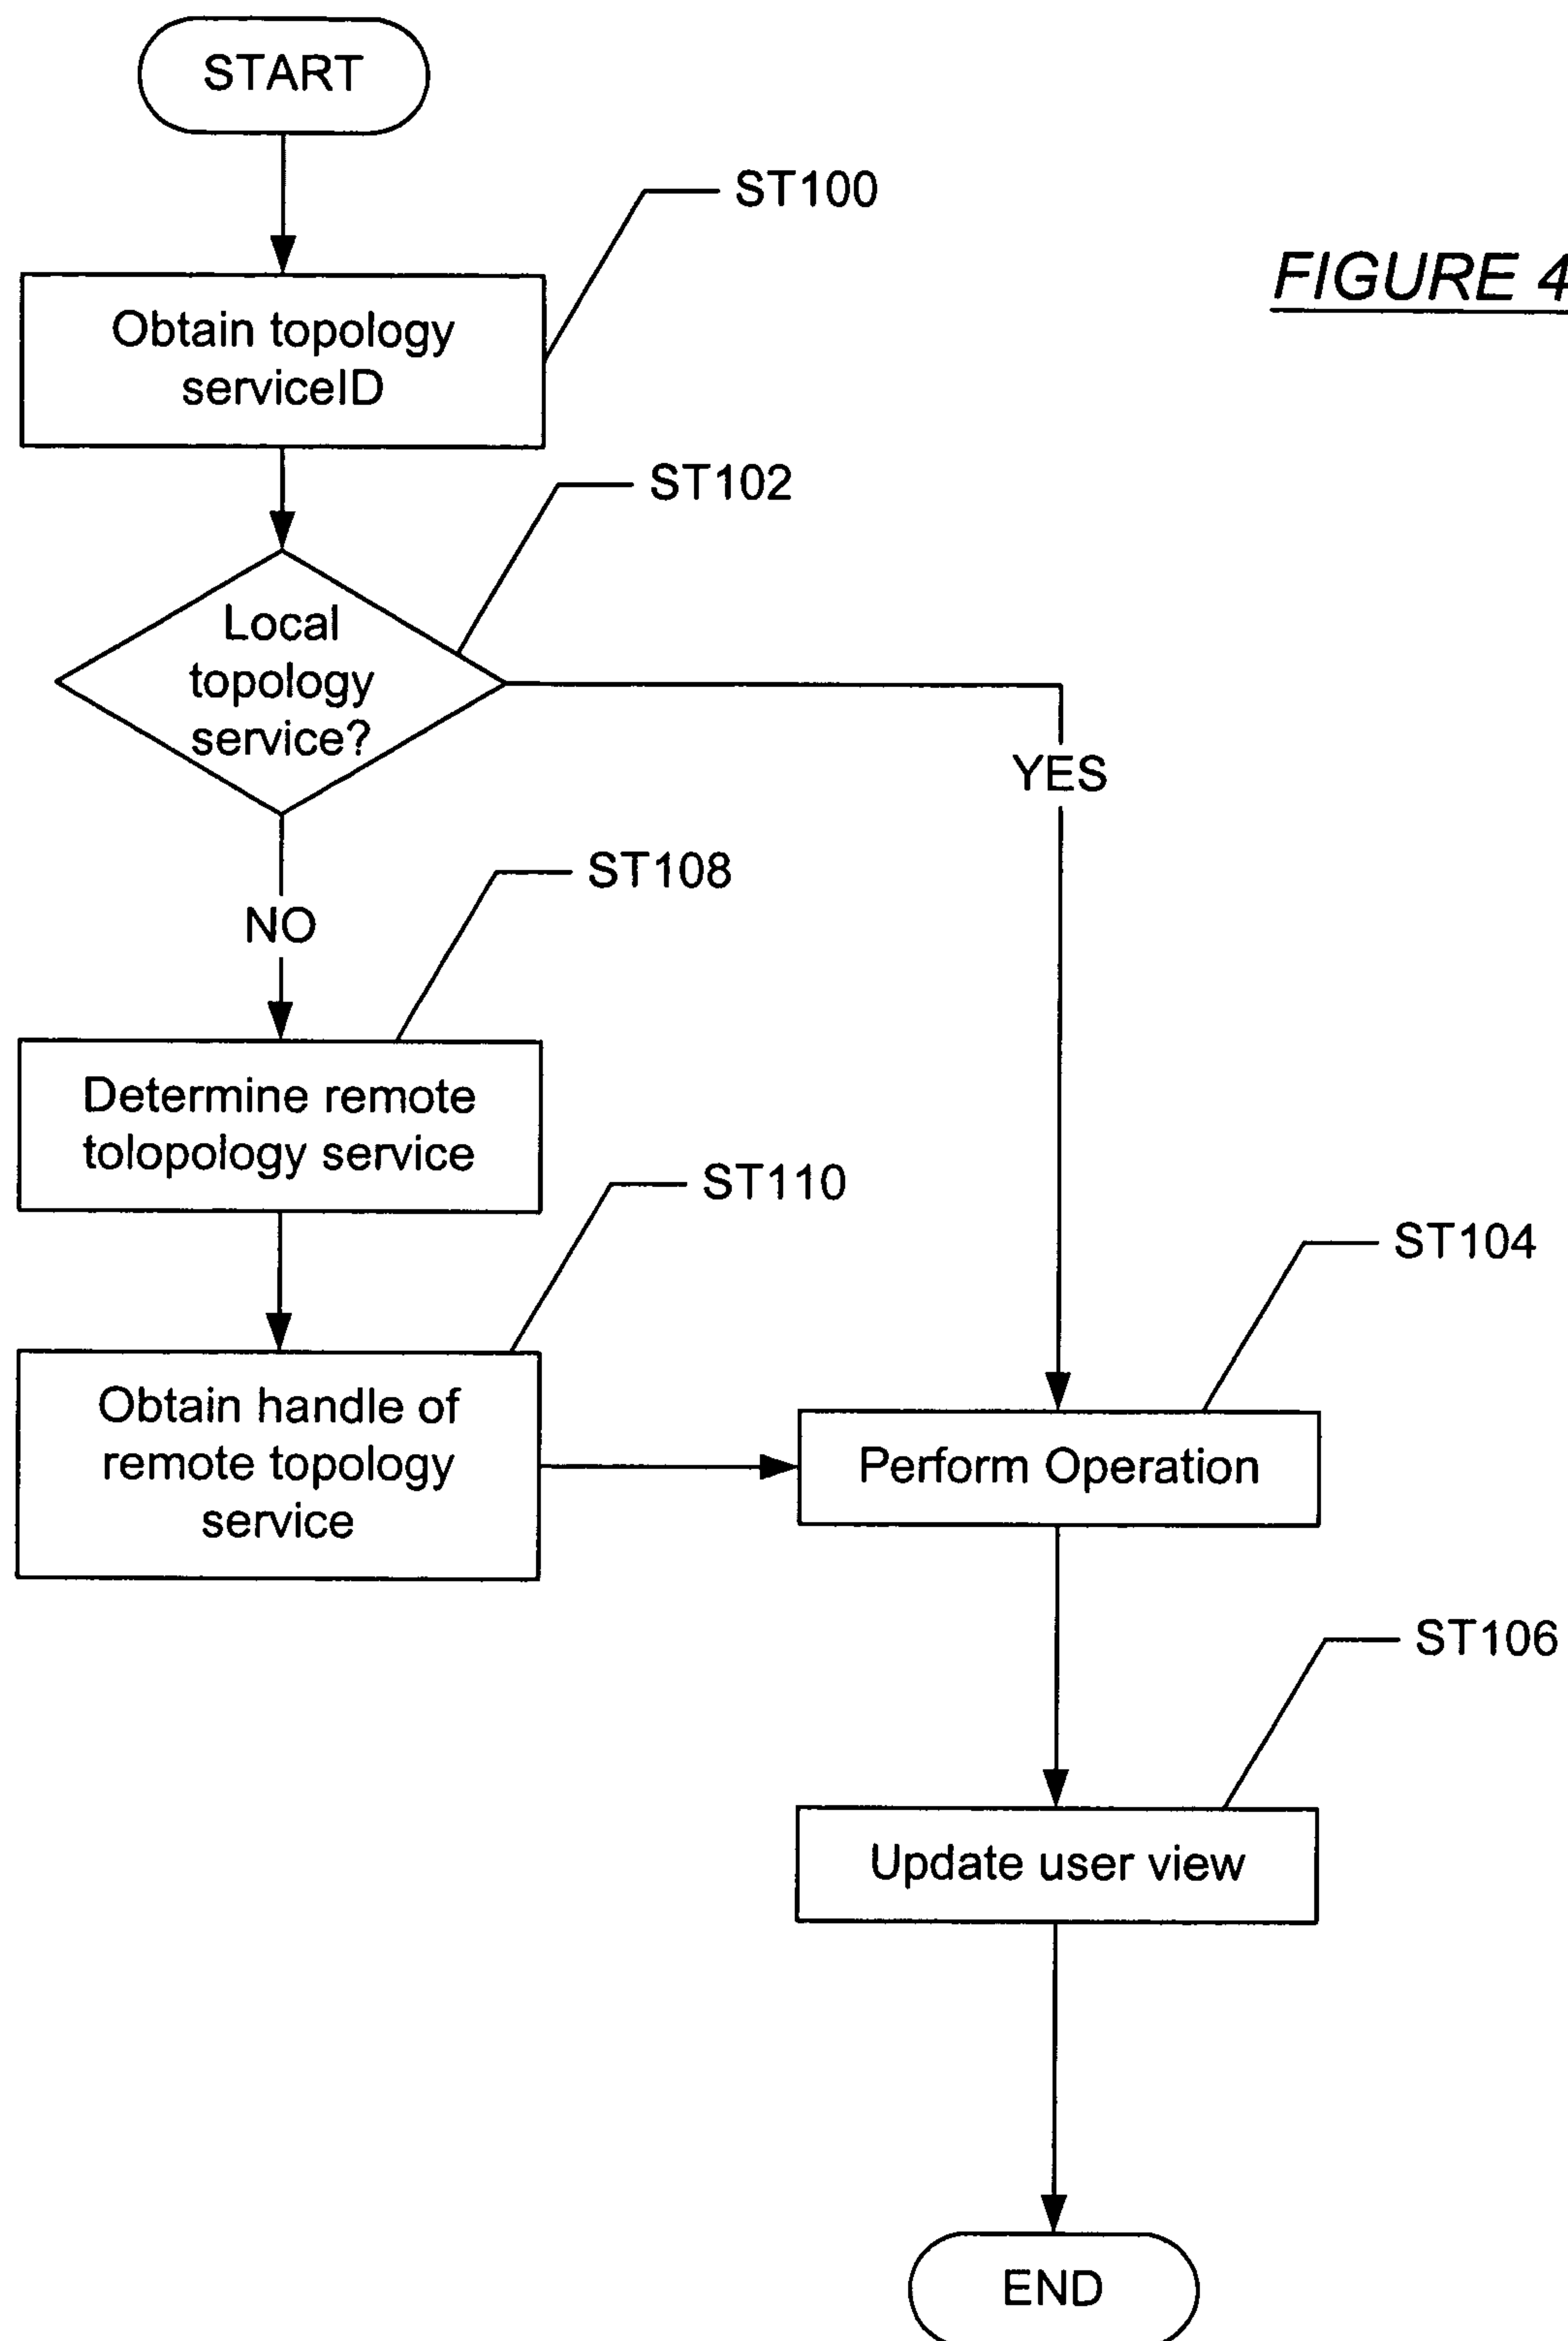 START
ST100
FIGURE 4
Obtain topology
serviceID
ST102
Local
topology
service?
YES
ST108
NO
Determine remote
tolopology service
ST110
ST104
Obtain handle of
remote topology
service
Perform Operation
ST106
Update user view
END